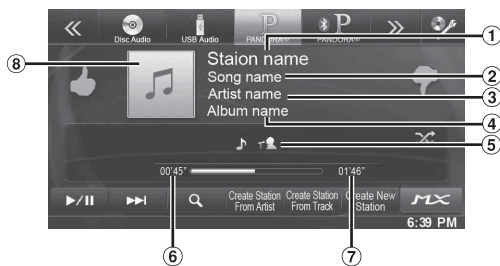 Disc Audio USB Audio PANDORA® PANDORA®
①
Staion name
⑧
Song name ②
Artist name ③
Album name ④
⑤
00'45" 01'46"
Create Station From Artist
Create Station From Track
Create New Station
MX
6:39 PM
⑥ ⑦